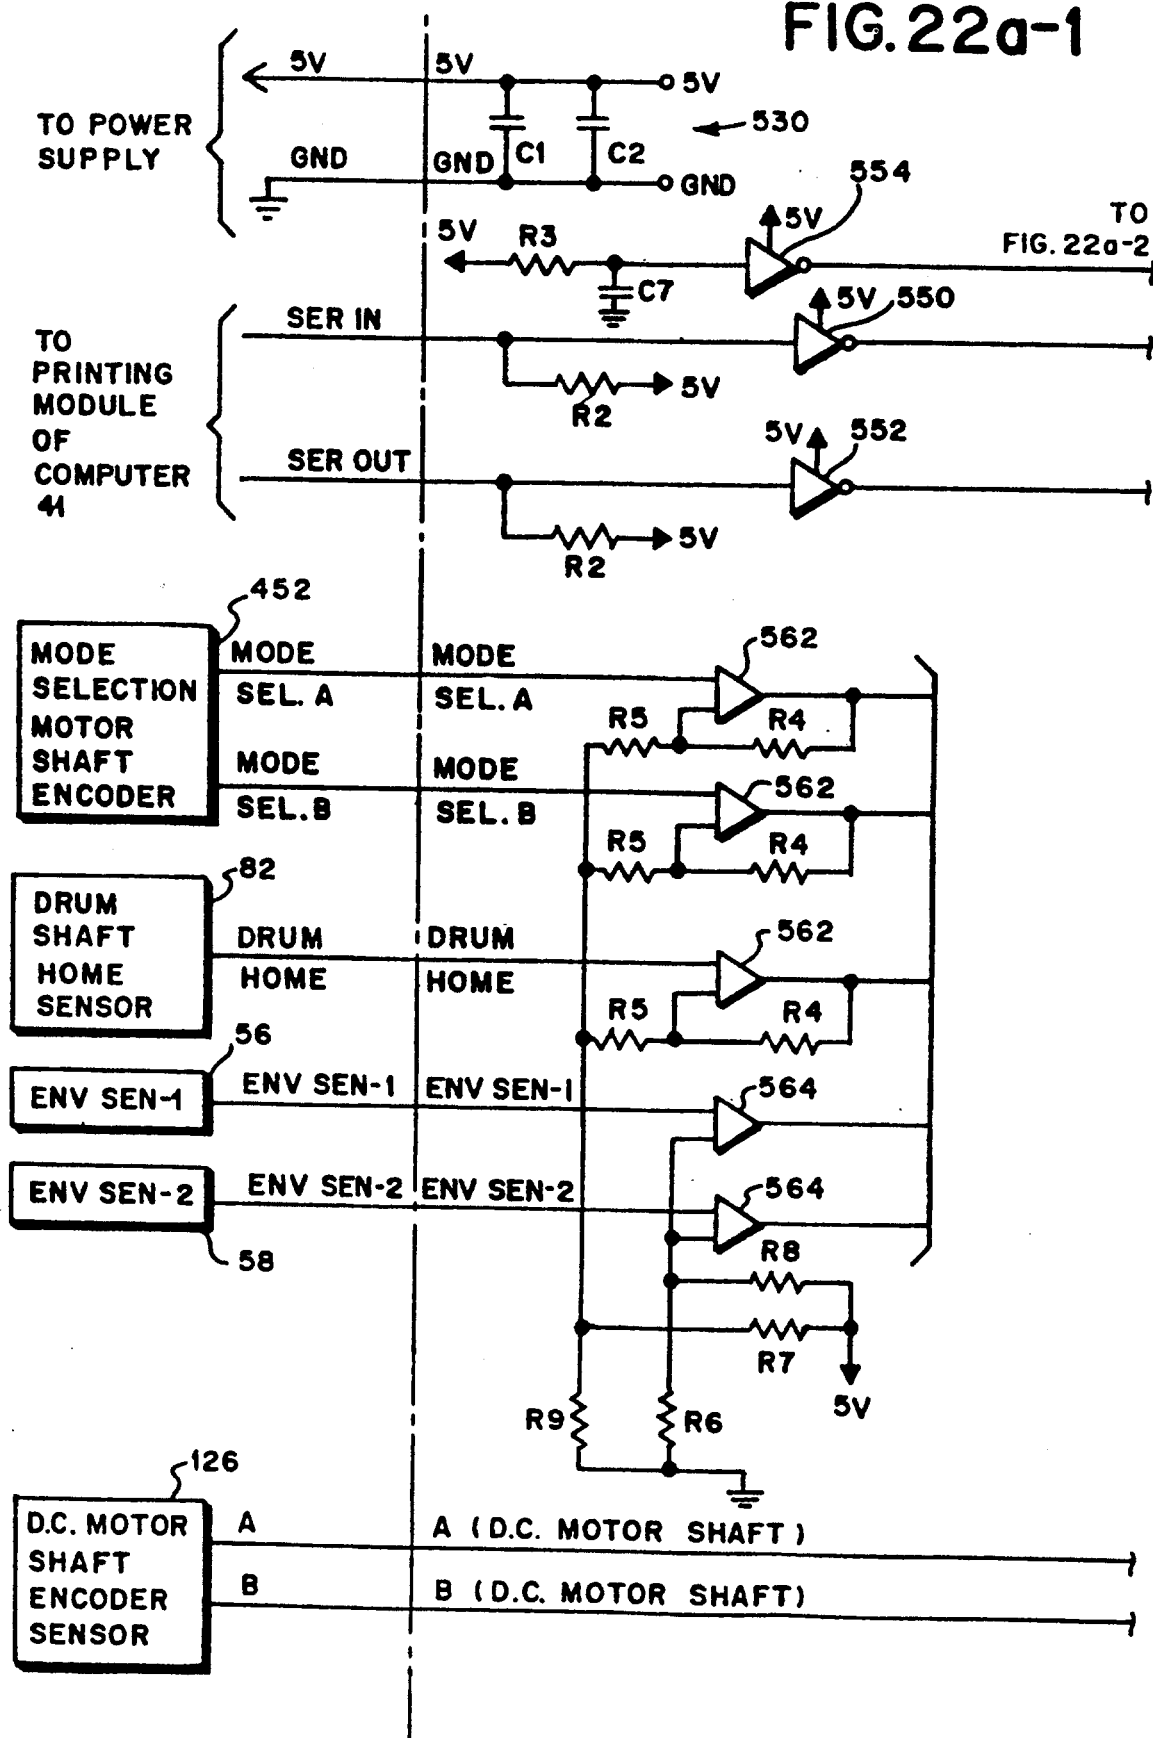 FIG. 22a-1
5V
5V
5V
TO POWER
SUPPLY
530
C1
C2
GND
GND
GND
554
5V
TO
FIG. 22a-2
5V
R3
C7
SER IN
5V
550
TO
PRINTING
MODULE
OF
COMPUTER
41
5V
R2
SER OUT
5V
552
5V
R2
452
MODE
SELECTION
MOTOR
SHAFT
ENCODER
MODE
SEL. A
MODE
SEL. A
562
R5
R4
MODE
SEL. B
MODE
SEL. B
562
R5
R4
82
DRUM
SHAFT
HOME
SENSOR
DRUM
HOME
DRUM
HOME
562
R5
R4
56
ENV SEN-1
ENV SEN-1
ENV SEN-1
564
ENV SEN-2
ENV SEN-2
ENV SEN-2
564
58
R8
R7
5V
R9
R6
126
D.C. MOTOR
SHAFT
ENCODER
SENSOR
A
A (D.C. MOTOR SHAFT)
B
B (D.C. MOTOR SHAFT)